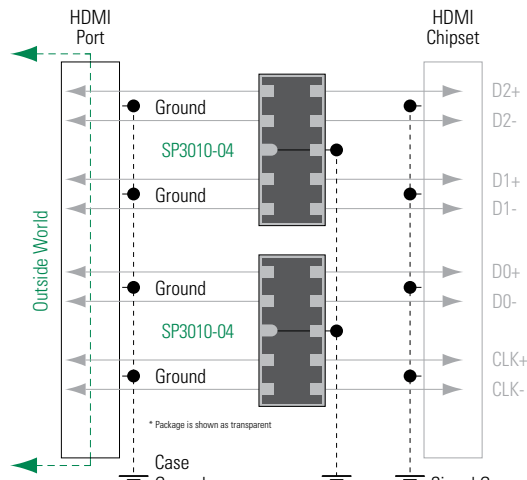 HDMI
Port
HDMI
Chipset
D2+
Ground
D2-
SP3010-04
D1+
Ground
D1-
Outside World
D0+
Ground
D0-
SP3010-04
CLK+
Ground
CLK-
* Package is shown as transparent
Case